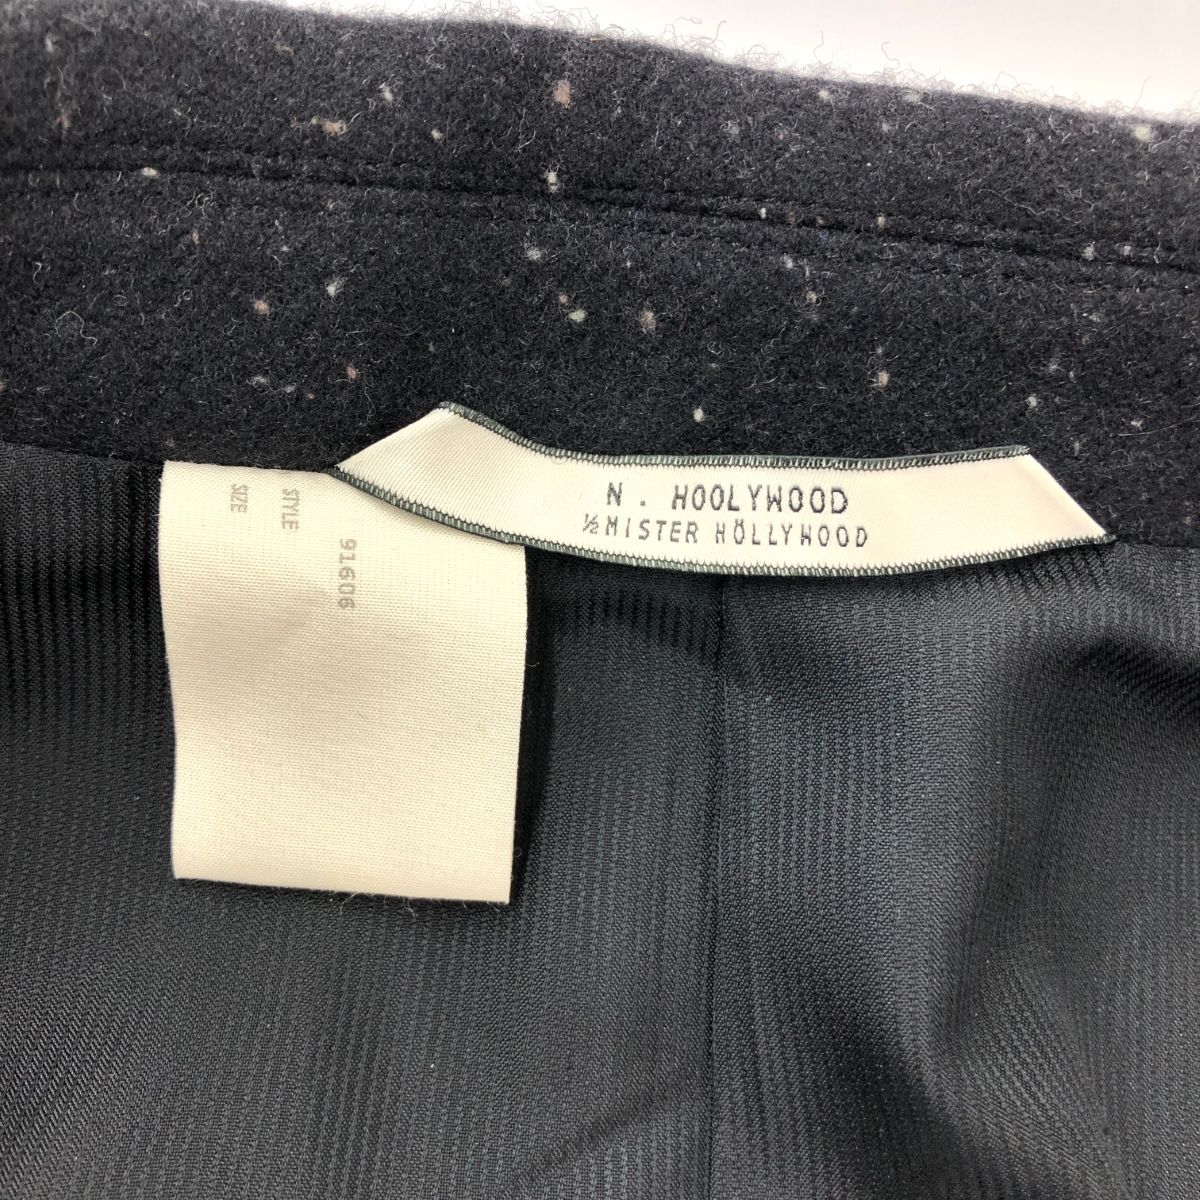 N. HOOLYWOOD
½ MISTER HÖLLYWOOD
STYLE 91606
SIZE